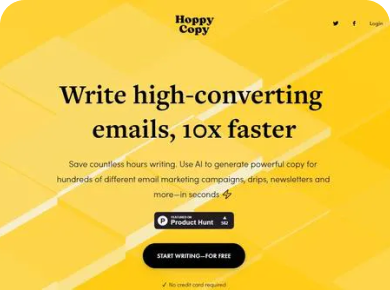 Hoppy
Copy
Login
Write high-converting
emails, 10x faster
Save countless hours writing. Use AI to generate powerful copy for
hundreds of different email marketing campaigns, drips, newsletters and
more—in seconds
FEATURED ON
Product Hunt
START WRITING—FOR FREE
✓ No credit card required